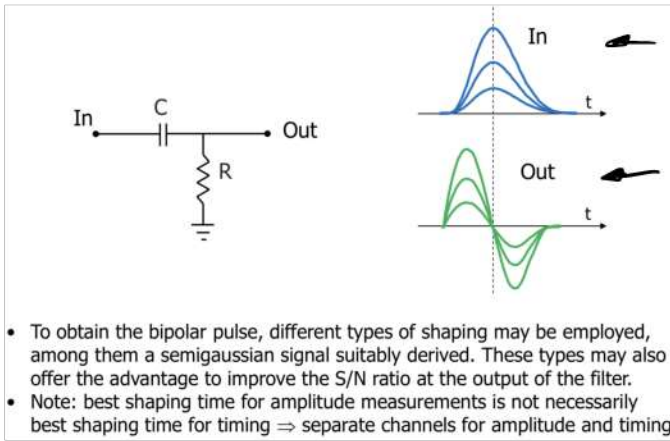 In
C
Out
R
In
t
Out
t
• To obtain the bipolar pulse, different types of shaping may be employed,
among them a semigaussian signal suitably derived. These types may also
offer the advantage to improve the S/N ratio at the output of the filter.
• Note: best shaping time for amplitude measurements is not necessarily
best shaping time for timing ⇒ separate channels for amplitude and timing